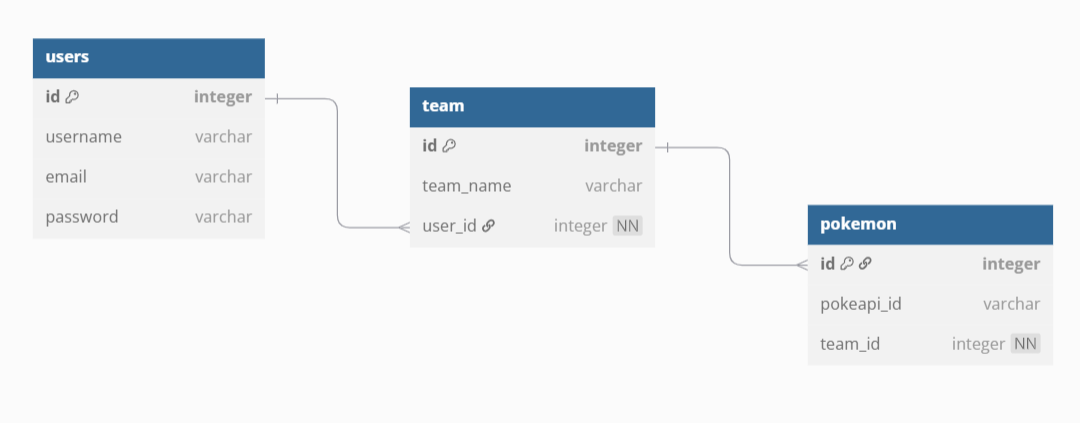 users
id integer
username varchar
email varchar
password varchar
team
id integer
team_name varchar
user_id integer NN
pokemon
id integer
pokeapi_id varchar
team_id integer NN